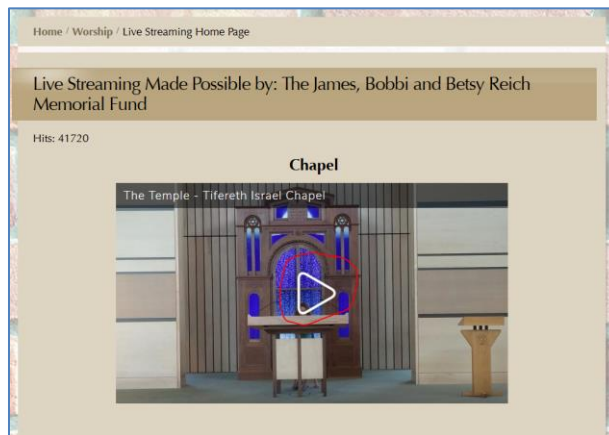 Home / Worship / Live Streaming Home Page
Live Streaming Made Possible by: The James, Bobbi and Betsy Reich
Memorial Fund
Hits: 41720
Chapel
The Temple - Tifereth Israel Chapel